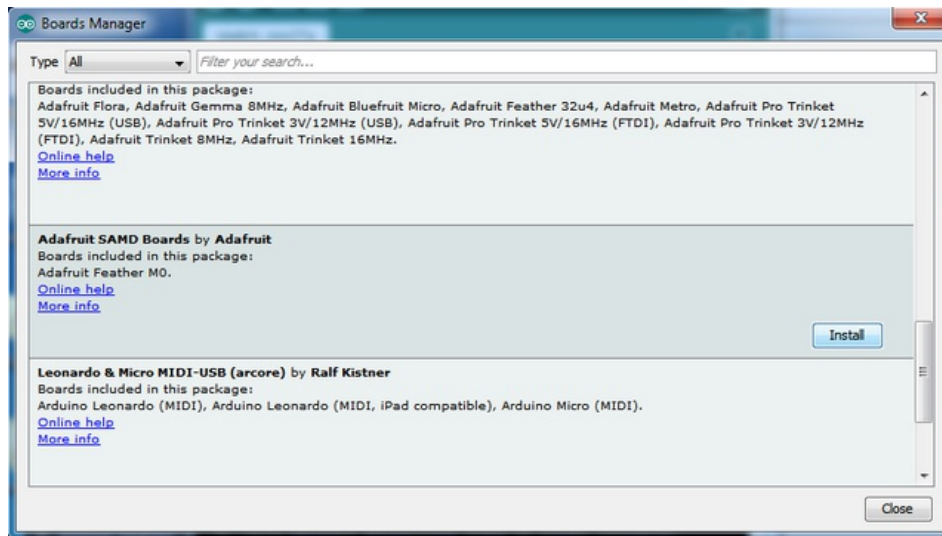 Boards Manager
Type All Filter your search...
Boards included in this package:
Adafruit Flora, Adafruit Gemma 8MHz, Adafruit Bluefruit Micro, Adafruit Feather 32u4, Adafruit Metro, Adafruit Pro Trinket
5V/16MHz (USB), Adafruit Pro Trinket 3V/12MHz (USB), Adafruit Pro Trinket 5V/16MHz (FTDI), Adafruit Pro Trinket 3V/12MHz
(FTDI), Adafruit Trinket 8MHz, Adafruit Trinket 16MHz.
Online help
More info
Adafruit SAMD Boards by Adafruit
Boards included in this package:
Adafruit Feather M0.
Online help
More info
Install
Leonardo & Micro MIDI-USB (arcore) by Ralf Kistner
Boards included in this package:
Arduino Leonardo (MIDI), Arduino Leonardo (MIDI, iPad compatible), Arduino Micro (MIDI).
Online help
More info
Close